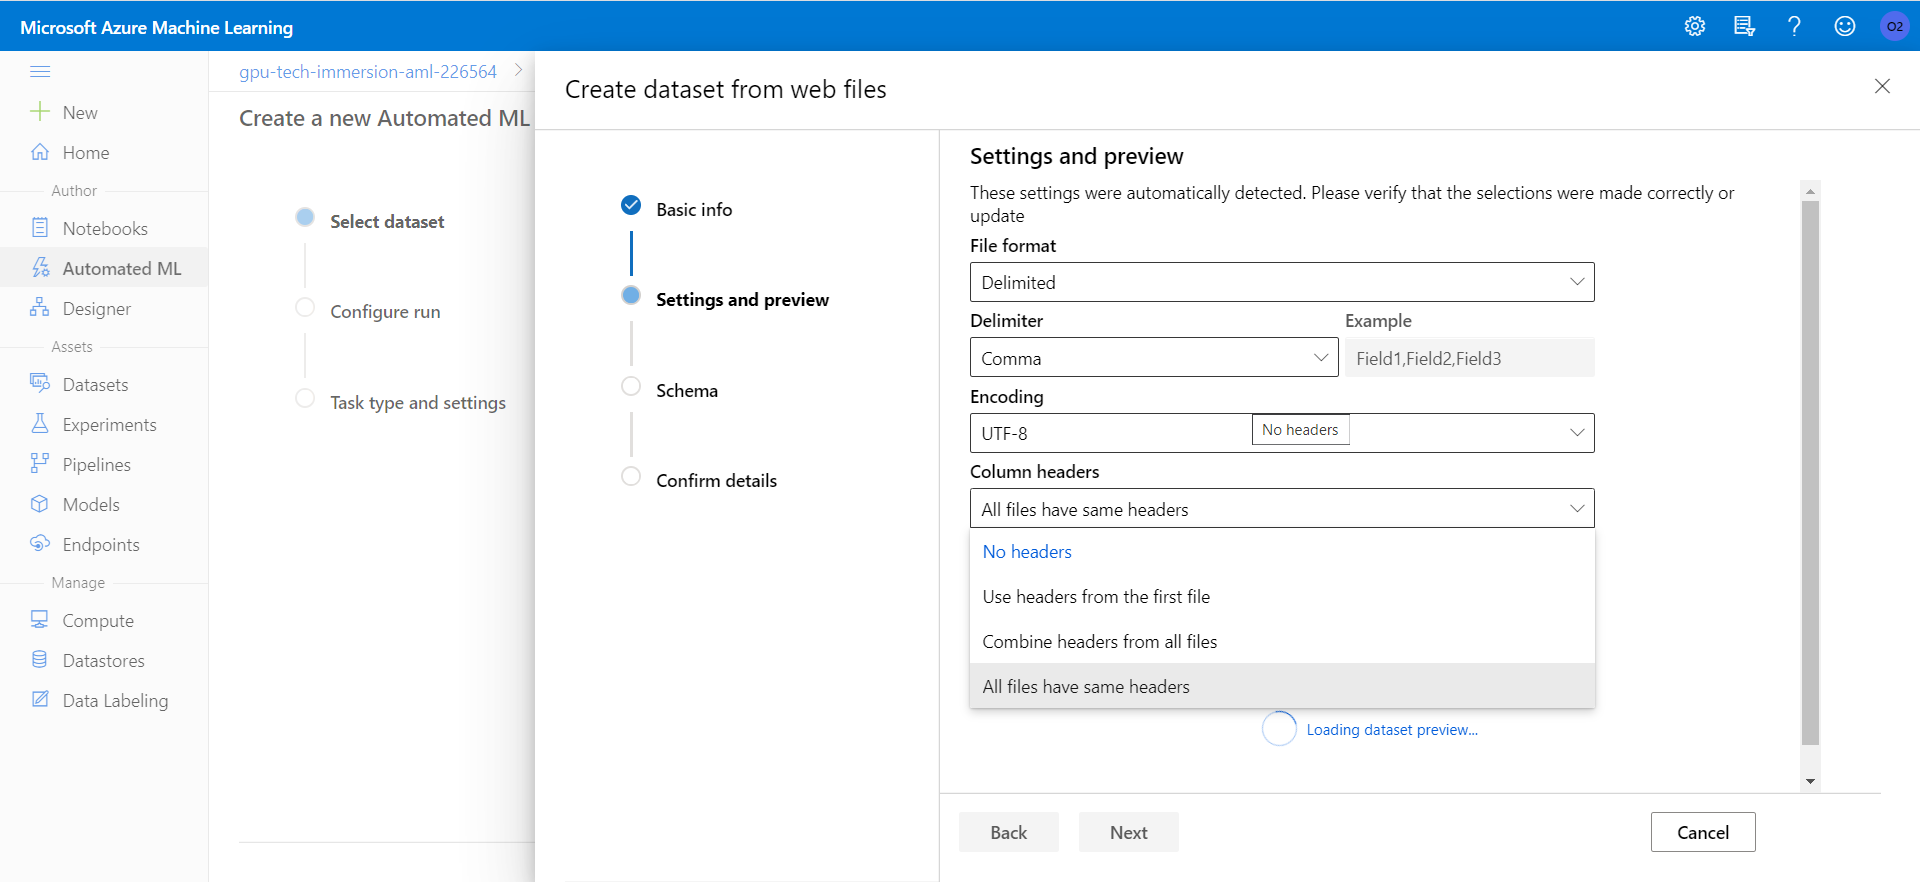 Microsoft Azure Machine Learning
O2
New
Home
Author
Notebooks
Automated ML
Designer
Assets
Datasets
Experiments
Pipelines
Models
Endpoints
Manage
Compute
Datastores
Data Labeling
gpu-tech-immersion-aml-226564
Create a new Automated ML
Select dataset
Configure run
Task type and settings
Create dataset from web files
Basic info
Settings and preview
Schema
Confirm details
Settings and preview
These settings were automatically detected. Please verify that the selections were made correctly or
update
File format
Delimited
Delimiter
Example
Comma
Field1,Field2,Field3
Encoding
UTF-8
No headers
Column headers
All files have same headers
No headers
Use headers from the first file
Combine headers from all files
All files have same headers
Loading dataset preview...
Back
Next
Cancel